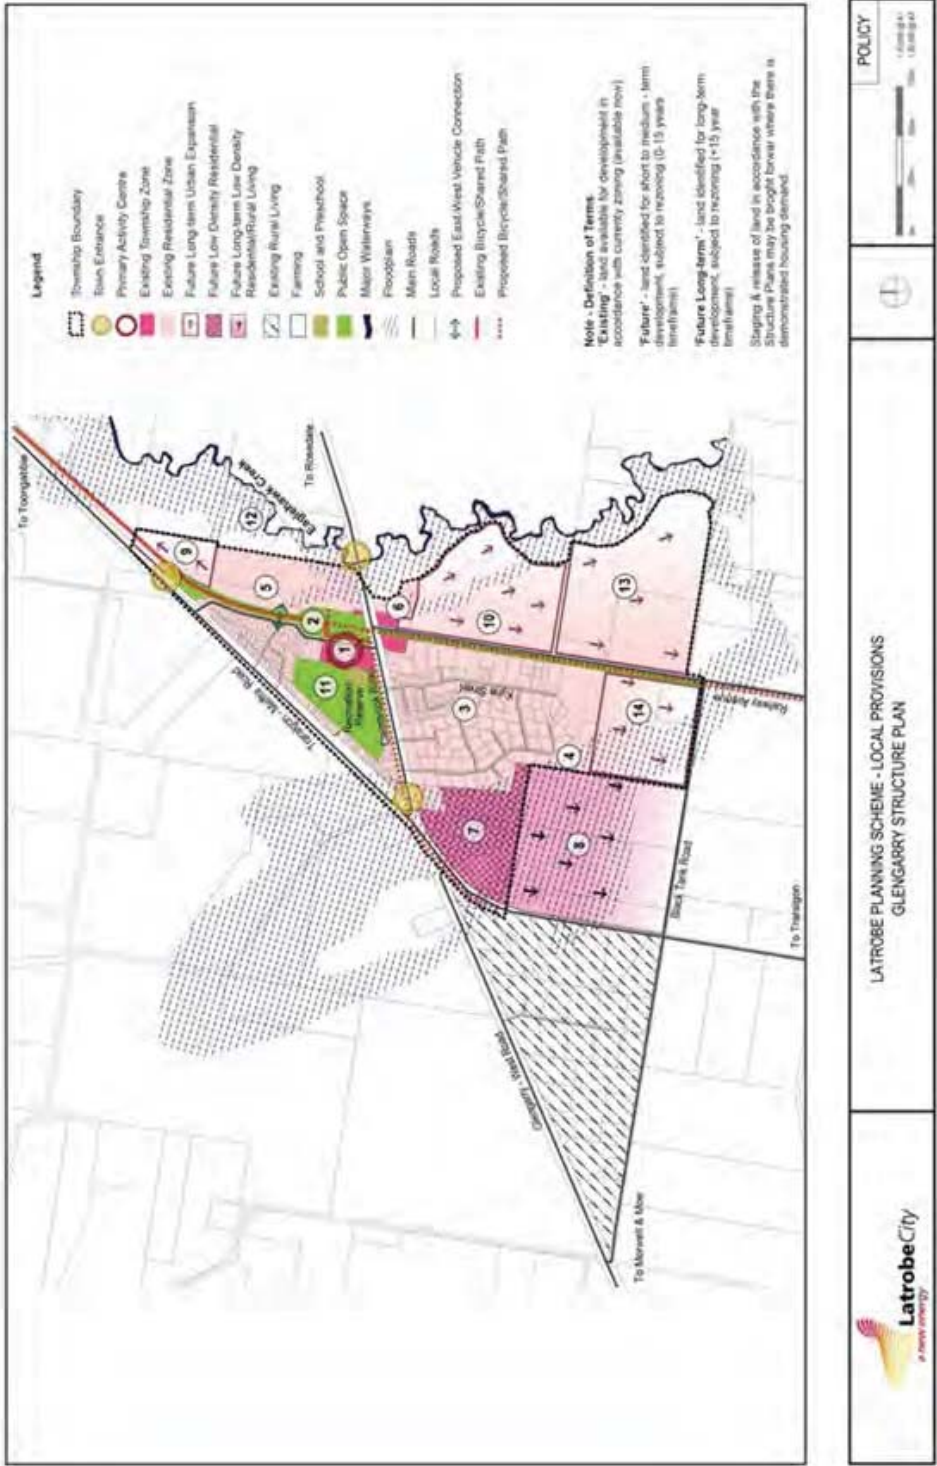 Legend
Township Boundary
Town Entrance
Primary Activity Centre
Existing Township Zone
Existing Residential Zone
Future Long-term Urban Expansion
Future Low Density Residential
Future Long-term Low Density
Residential/Rural Living
Existing Rural Living
Farming
School and Preschool
Public Open Space
Major Waterways
Floodplain
Main Roads
Local Roads
Proposed East-West Vehicle Connection
Existing Bicycle/Shared Path
Proposed Bicycle/Shared Path
Note - Definition of Terms
'Existing' - land available for development in
accordance with currently zoning (available now)
'Future' - land identified for short to medium - term
development, subject to rezoning (0-15 years
timeframe)
'Future Long-term' - land identified for long-term
development, subject to rezoning (+15 year
timeframe)
Staging & release of land in accordance with the
Structure Plans may be bright forwar where there is
demonstrated housing demand.
To Toongabbie
To Rosedale
Eaglehawk Creek
12
9
5
2
6
1
11
Recreation
Reserve
10
13
3
Kyne Street
4
14
7
8
Railway Avenue
Black Tank Road
To Traralgon
Glengarry - West Road
To Morwell & Moe
LatrobeCity
a new energy
LATROBE PLANNING SCHEME - LOCAL PROVISIONS
GLENGARRY STRUCTURE PLAN
POLICY